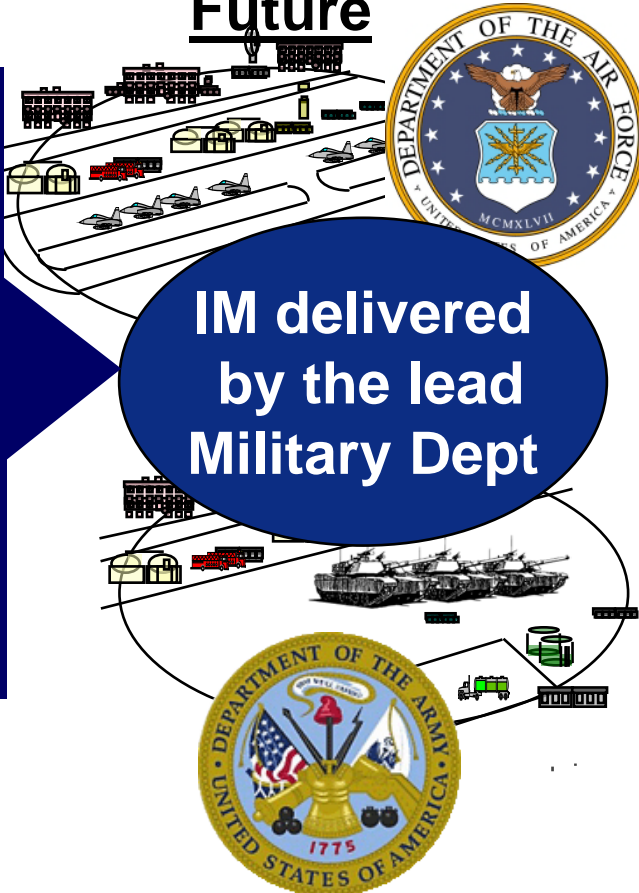 Future
DEPARTMENT OF THE AIR FORCE
UNITED STATES OF AMERICA
MCMXLVII
IM delivered
by the lead
Military Dept
DEPARTMENT OF THE ARMY
UNITED STATES OF AMERICA
1775